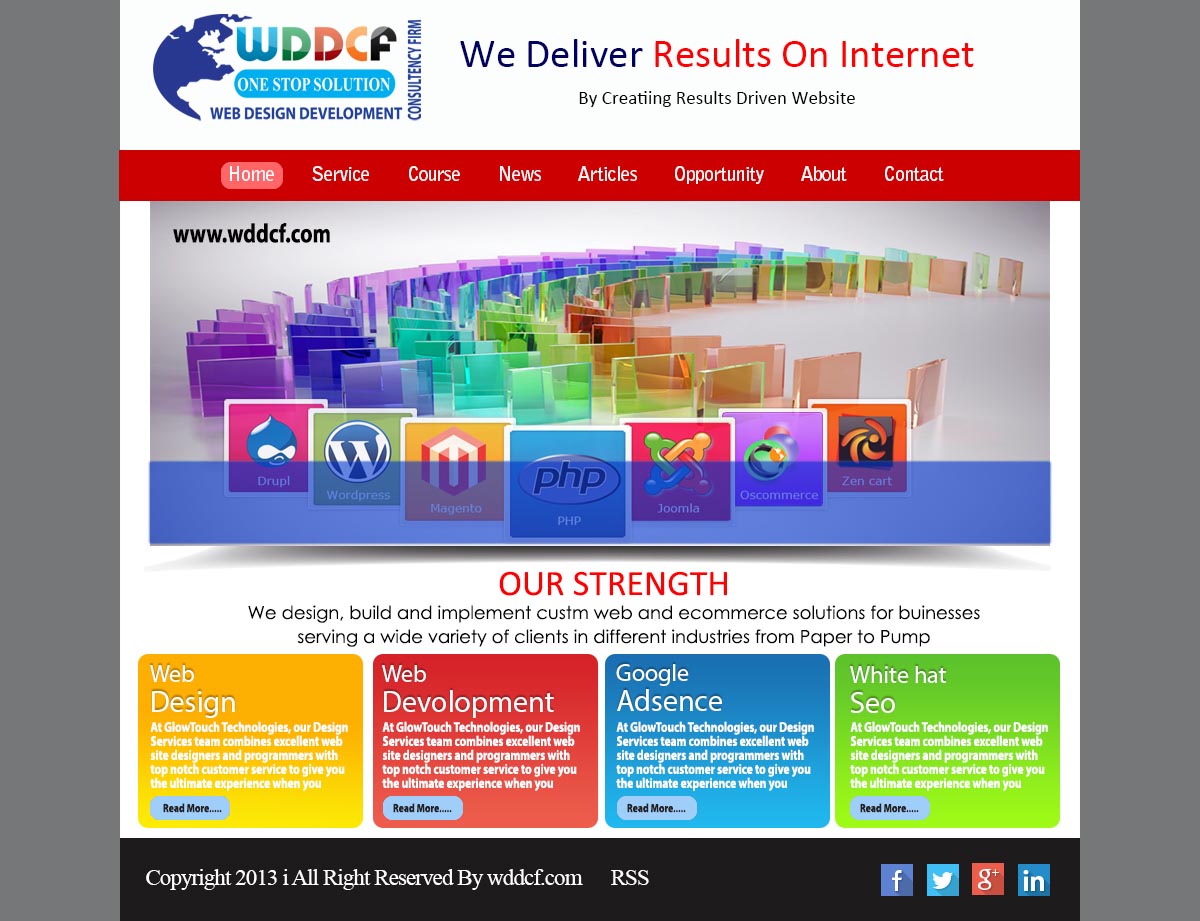 WDDCF
ONE STOP SOLUTION
WEB DESIGN DEVELOPMENT
CONSULTENCY FIRM
We Deliver Results On Internet
By Creatiing Results Driven Website
Home Service Course News Articles Opportunity About Contact
www.wddcf.com
Drupl
Wordpress
Magento
php
PHP
Joomla
Oscommerce
Zen cart
OUR STRENGTH
We design, build and implement custm web and ecommerce solutions for buinesses
serving a wide variety of clients in different industries from Paper to Pump
Web
Design
At GlowTouch Technologies, our Design
Services team combines excellent web
site designers and programmers with
top notch customer service to give you
the ultimate experience when you
Read More.....
Web
Devolopment
At GlowTouch Technologies, our Design
Services team combines excellent web
site designers and programmers with
top notch customer service to give you
the ultimate experience when you
Read More.....
Google
Adsence
At GlowTouch Technologies, our Design
Services team combines excellent web
site designers and programmers with
top notch customer service to give you
the ultimate experience when you
Read More.....
White hat
Seo
At GlowTouch Technologies, our Design
Services team combines excellent web
site designers and programmers with
top notch customer service to give you
the ultimate experience when you
Read More.....
Copyright 2013 i All Right Reserved By wddcf.com RSS
f g+ in